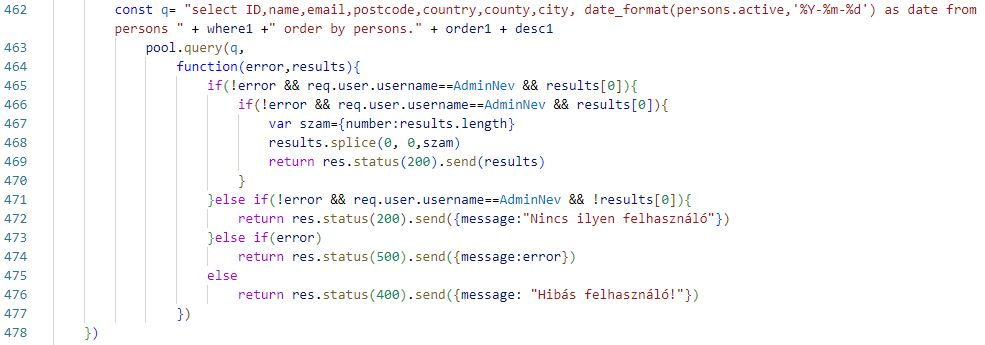 462 const q= "select ID,name,email,postcode,country,county,city, date_format(persons.active,'%Y-%m-%d') as date from
persons " + where1 +" order by persons." + order1 + desc1
463 pool.query(q,
464 function(error,results){
465 if(!error && req.user.username==AdminNev && results[0]){
466 if(!error && req.user.username==AdminNev && results[0]){
467 var szam={number:results.length}
468 results.splice(0, 0,szam)
469 return res.status(200).send(results)
470 }
471 }else if(!error && req.user.username==AdminNev && !results[0]){
472 return res.status(200).send({message:"Nincs ilyen felhasználó"})
473 }else if(error)
474 return res.status(500).send({message:error})
475 else
476 return res.status(400).send({message: "Hibás felhasználó!"})
477 })
478 })